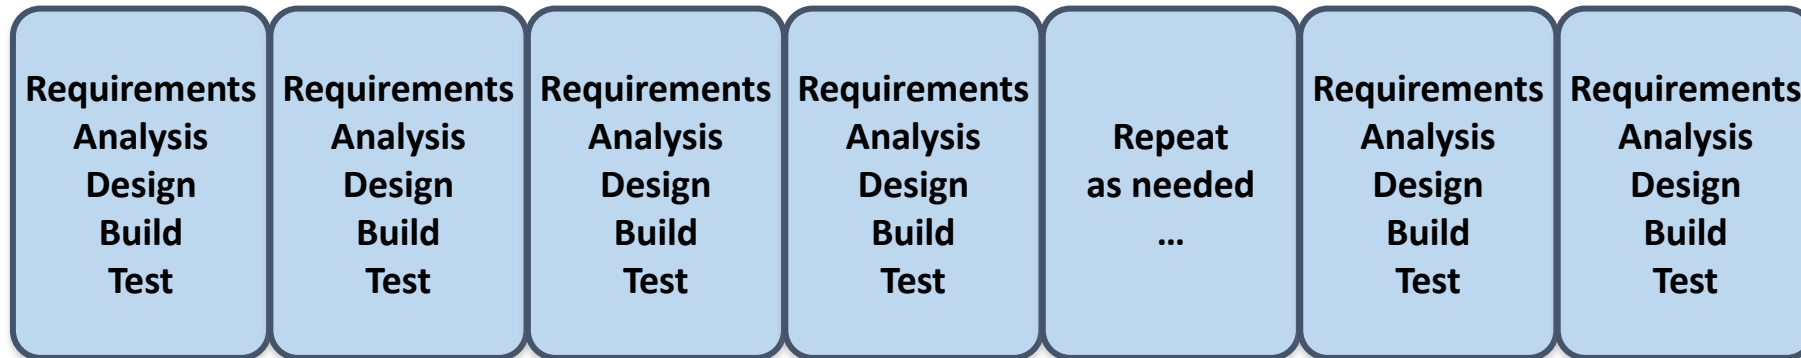 Requirements
Analysis
Design
Build
Test
Requirements
Analysis
Design
Build
Test
Requirements
Analysis
Design
Build
Test
Requirements
Analysis
Design
Build
Test
Repeat
as needed
...
Requirements
Analysis
Design
Build
Test
Requirements
Analysis
Design
Build
Test